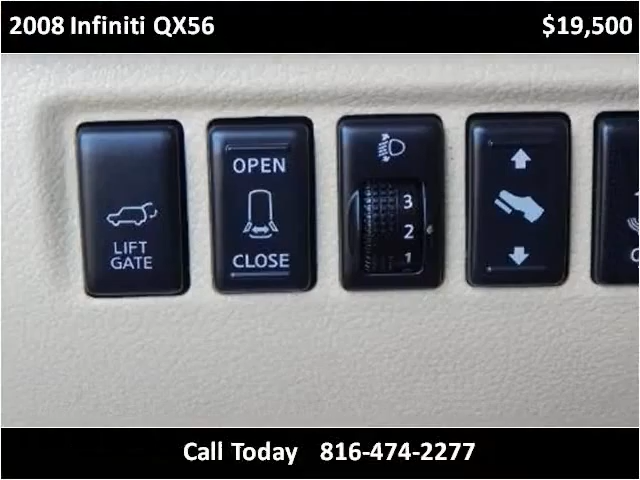 2008 Infiniti QX56 $19,500
OPEN
3
2
1
LIFT
GATE
CLOSE
Call Today 816-474-2277